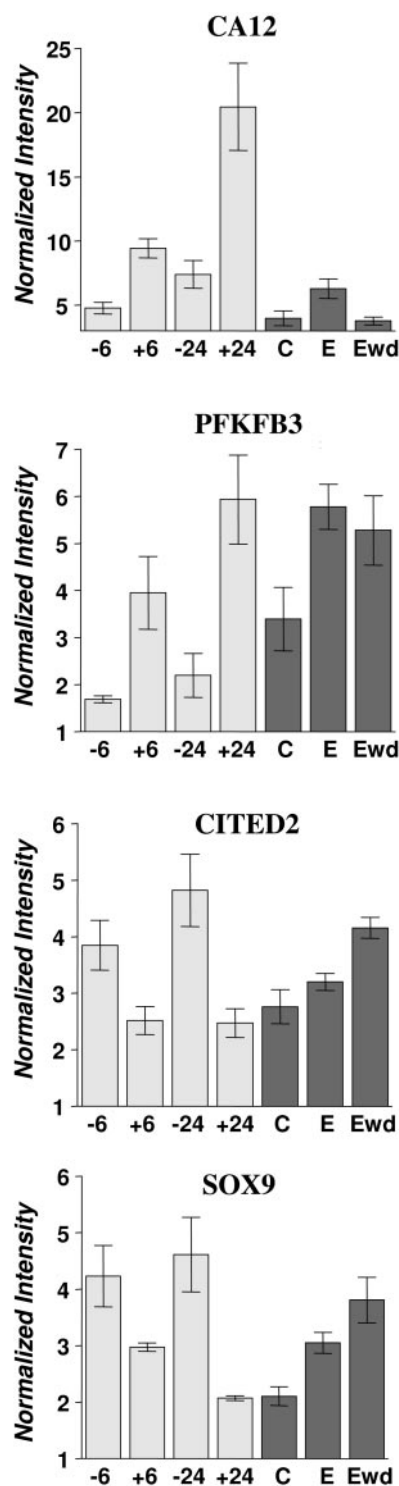 CA12
Normalized Intensity
25
20
15
10
5
-6 +6 -24 +24 C E Ewd
PFKFB3
Normalized Intensity
7
6
5
4
3
2
1
-6 +6 -24 +24 C E Ewd
CITED2
Normalized Intensity
6
5
4
3
2
1
-6 +6 -24 +24 C E Ewd
SOX9
Normalized Intensity
6
5
4
3
2
1
-6 +6 -24 +24 C E Ewd